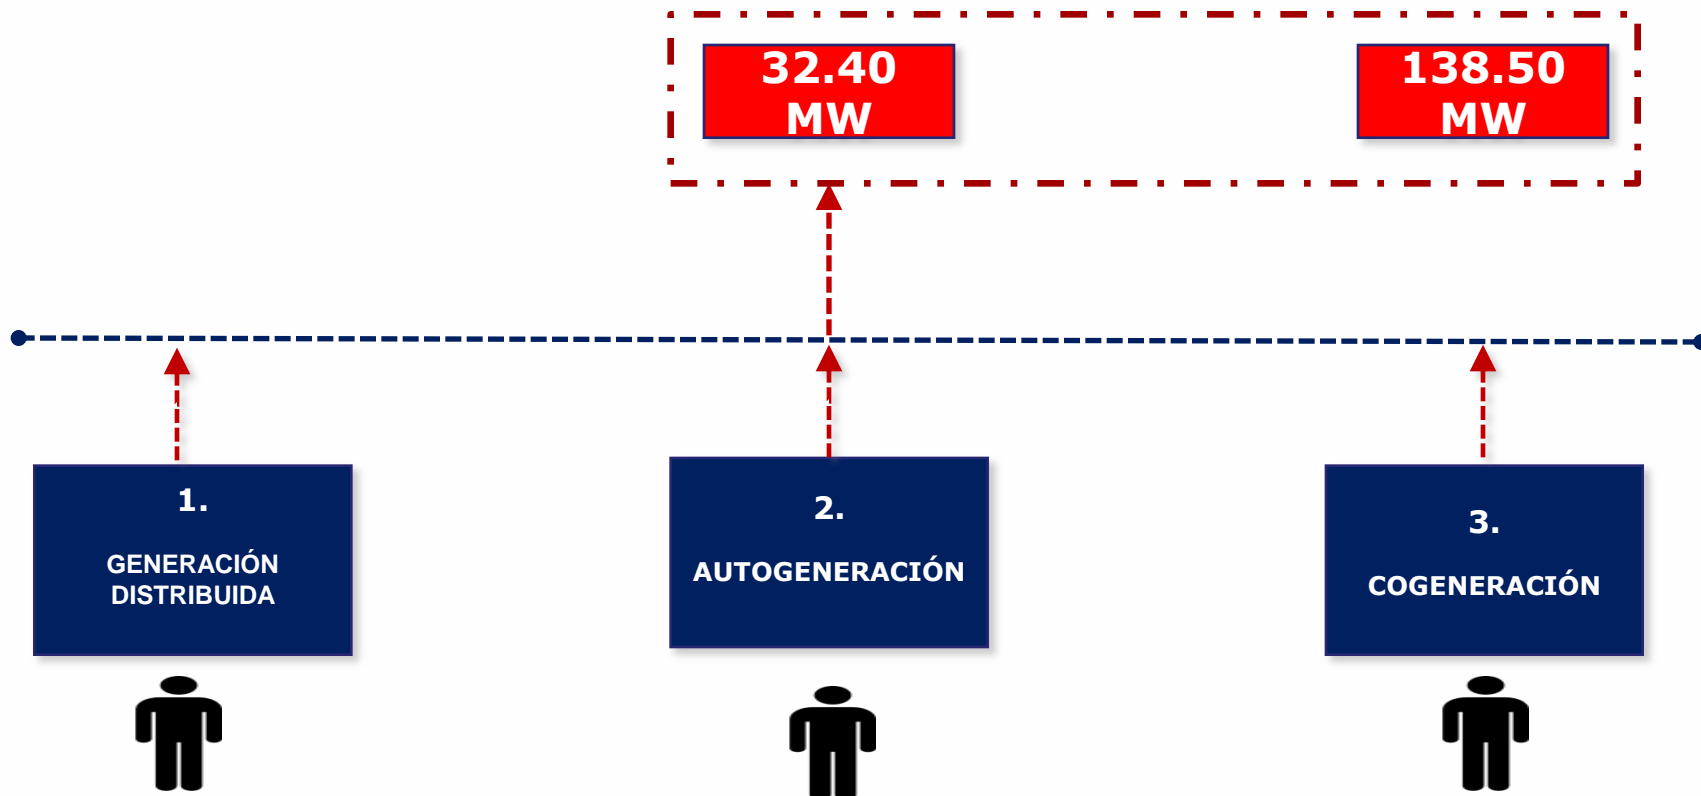 32.40
MW
138.50
MW
1.
GENERACIÓN
DISTRIBUIDA
2.
AUTOGENERACIÓN
3.
COGENERACIÓN